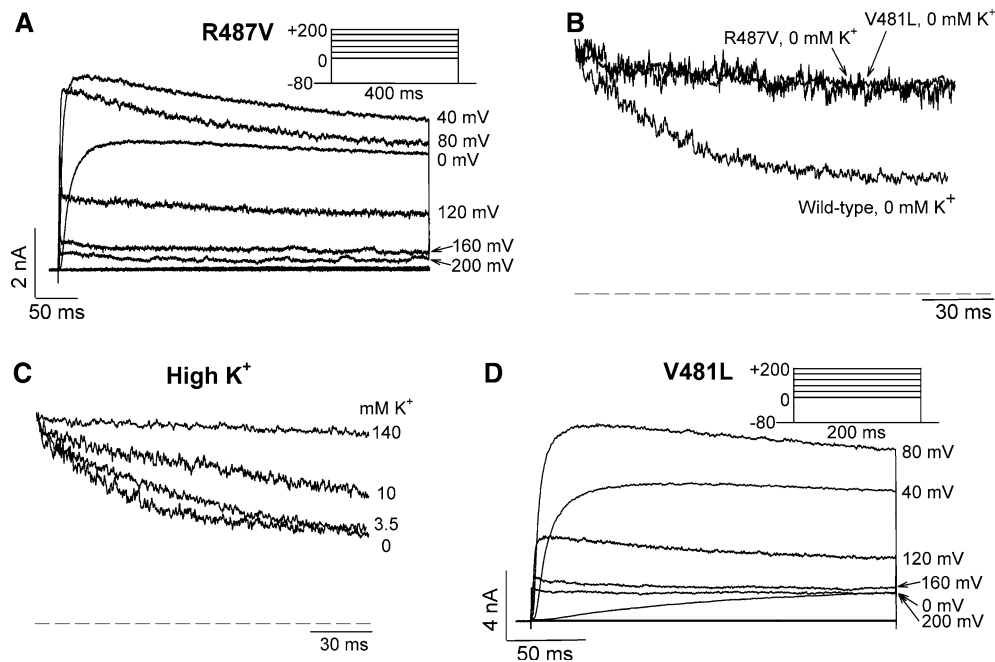 A
R487V
+200
0
-80
400 ms
40 mV
80 mV
0 mV
120 mV
160 mV
200 mV
2 nA
50 ms
B
V481L, 0 mM K+
R487V, 0 mM K+
Wild-type, 0 mM K+
30 ms
C
High K+
mM K+
140
10
3.5
0
30 ms
D
V481L
+200
0
-80
200 ms
80 mV
40 mV
120 mV
160 mV
0 mV
200 mV
4 nA
50 ms